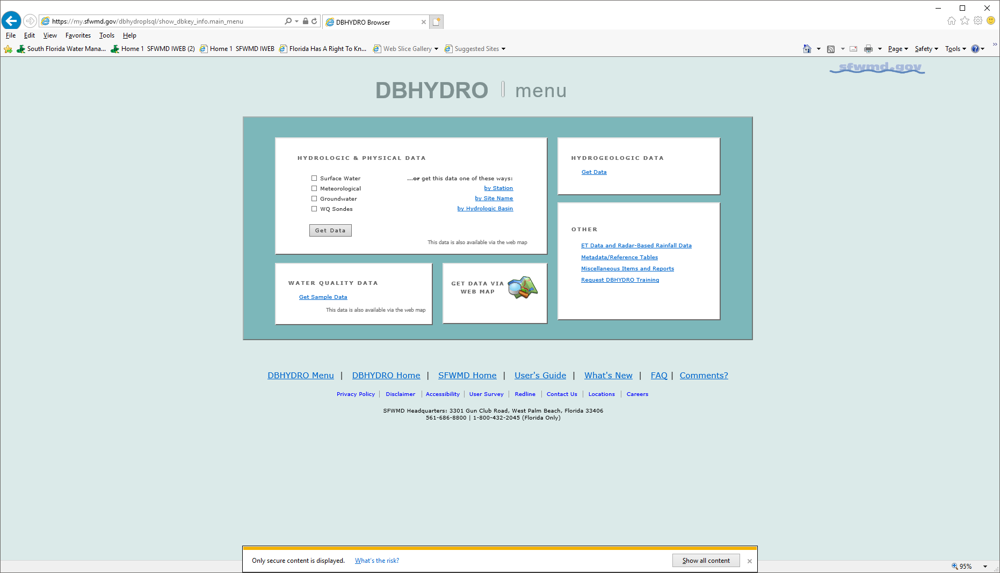 https://my.sfwmd.gov/dbhydroplsql/show_dbkey_info.main_menu
DBHYDRO Browser
File Edit View Favorites Tools Help
South Florida Water Mana... Home 1 SFWMD IWEB (2) Home 1 SFWMD IWEB Florida Has A Right To Kn... Web Slice Gallery Suggested Sites Page Safety Tools
sfwmd.gov
DBHYDRO | menu
HYDROLOGIC & PHYSICAL DATA
Surface Water
Meteorological
Groundwater
WQ Sondes
...or get this data one of these ways:
by Station
by Site Name
by Hydrologic Basin
Get Data
This data is also available via the web map
HYDROGEOLOGIC DATA
Get Data
OTHER
ET Data and Radar-Based Rainfall Data
Metadata/Reference Tables
Miscellaneous Items and Reports
Request DBHYDRO Training
WATER QUALITY DATA
Get Sample Data
This data is also available via the web map
GET DATA VIA
WEB MAP
DBHYDRO Menu | DBHYDRO Home | SFWMD Home | User's Guide | What's New | FAQ | Comments?
Privacy Policy | Disclaimer | Accessibility | User Survey | Redline | Contact Us | Locations | Careers
SFWMD Headquarters: 3301 Gun Club Road, West Palm Beach, Florida 33406
561-686-8800 | 1-800-432-2045 (Florida Only)
Only secure content is displayed. What's the risk? Show all content
95%